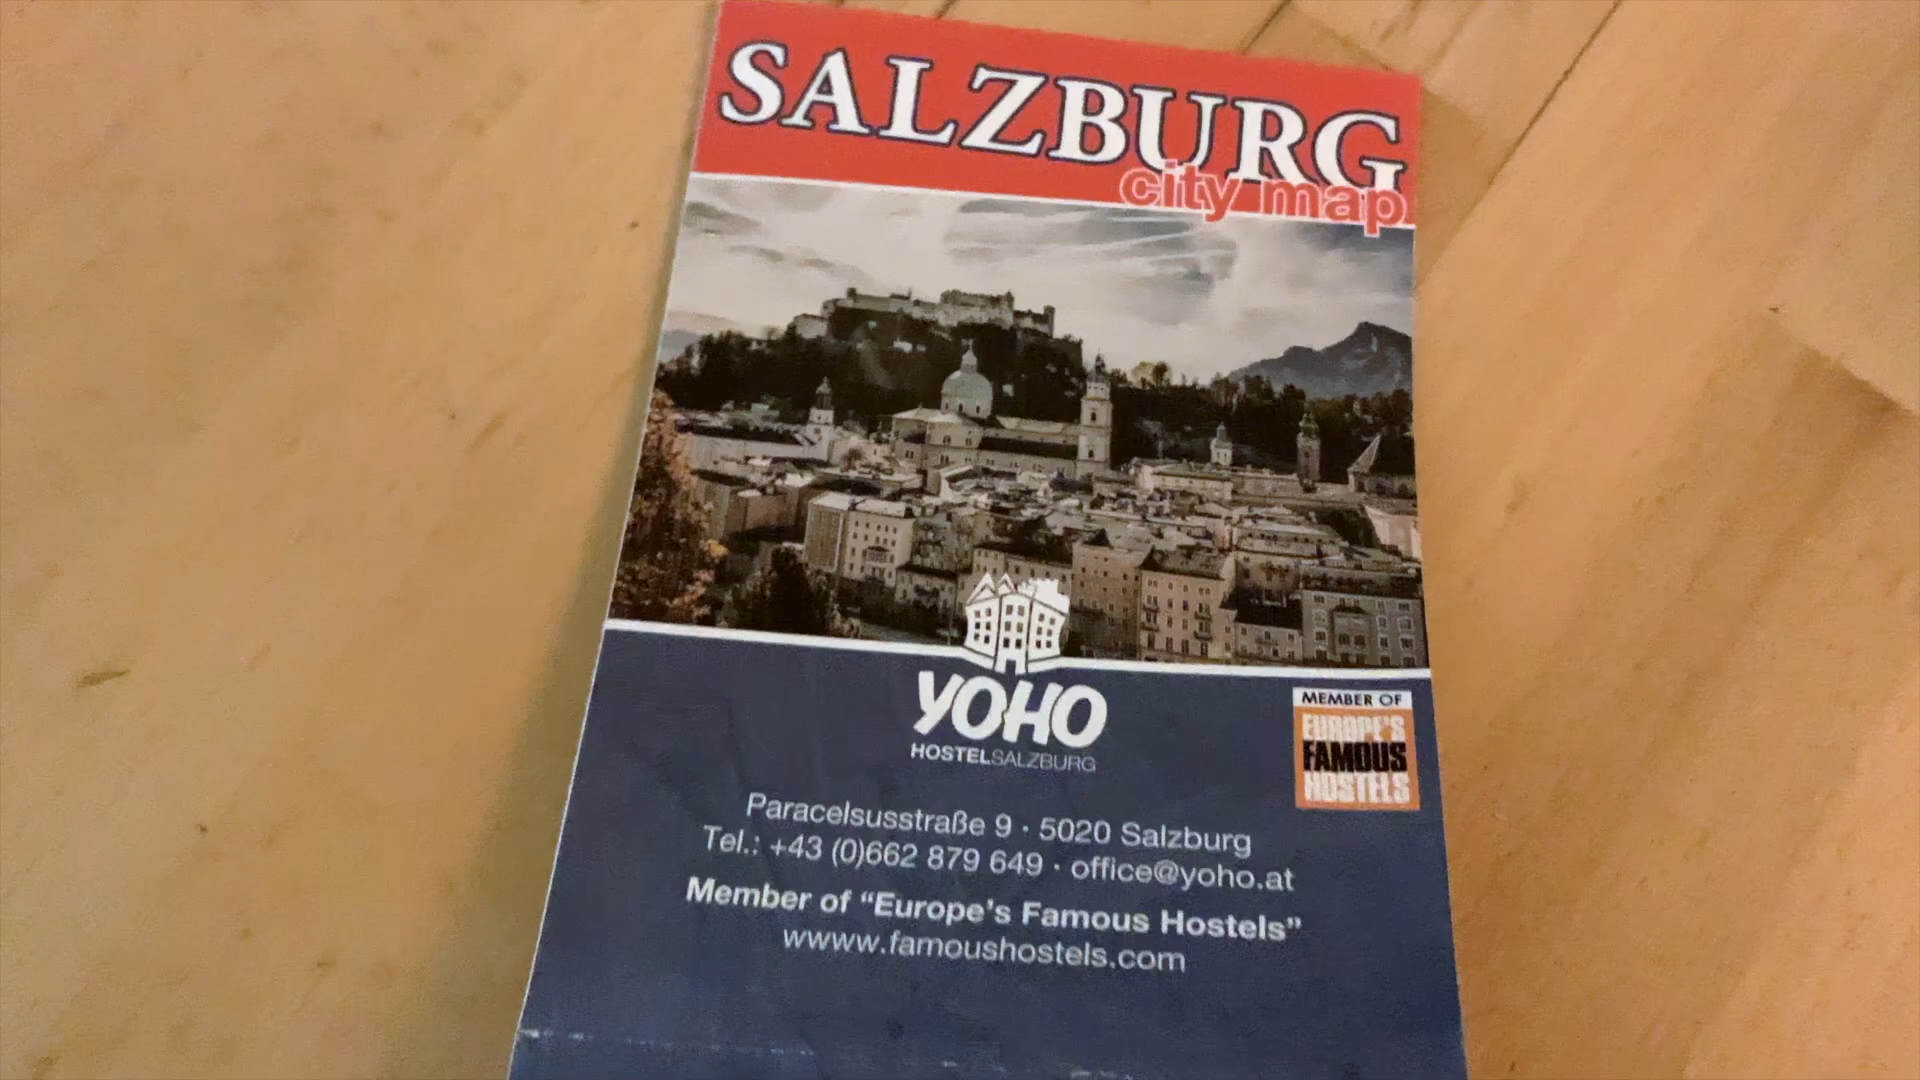 SALZBURG
city map
YOHO
HOSTELSALZBURG
MEMBER OF
EUROPE'S
FAMOUS
HOSTELS
Paracelsusstraße 9 · 5020 Salzburg
Tel.: +43 (0)662 879 649 · office@yoho.at
Member of “Europe’s Famous Hostels”
wwww.famoushostels.com